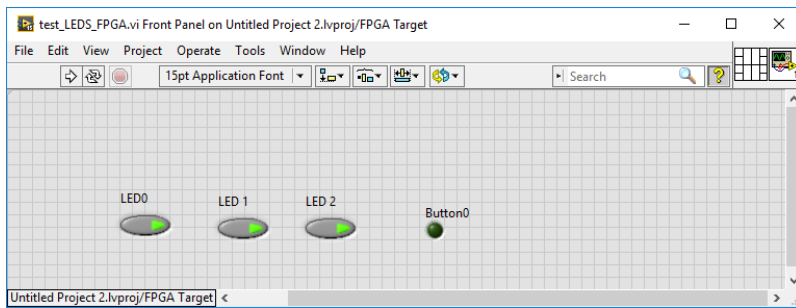 test_LEDS_FPGA.vi Front Panel on Untitled Project 2.lvproj/FPGA Target
File Edit View Project Operate Tools Window Help
15pt Application Font
Search
?
LED0
LED 1
LED 2
Button0
Untitled Project 2.lvproj/FPGA Target